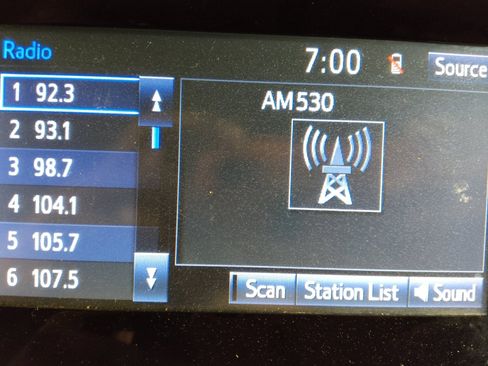 Radio
7:00
Source
1 92.3
2 93.1
3 98.7
4 104.1
5 105.7
6 107.5
AM530
Scan
Station List
Sound